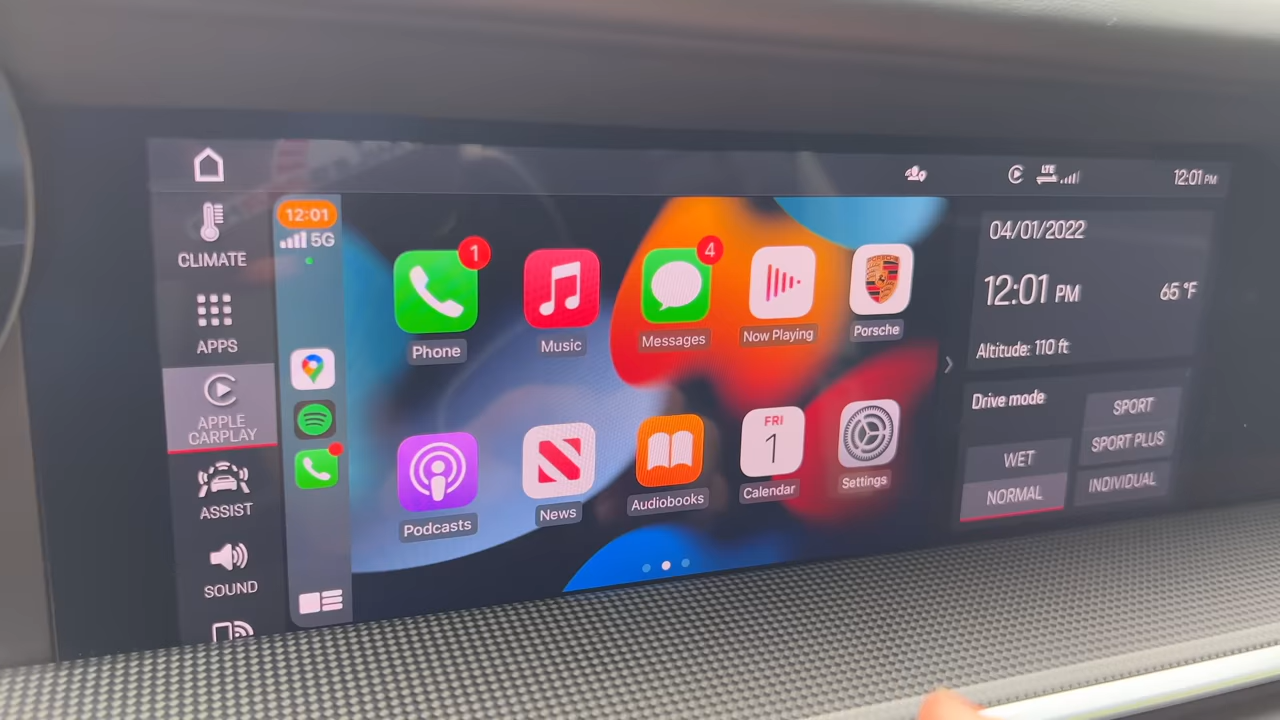 LTE
12:01 PM
CLIMATE
APPS
APPLE
CARPLAY
ASSIST
SOUND
12:01
5G
1
Phone
Music
4
Messages
Now Playing
PORSCHE
Porsche
Podcasts
News
Audiobooks
FRI
1
Calendar
Settings
04/01/2022
12:01 PM
65 °F
Altitude: 110 ft
Drive mode
SPORT
SPORT PLUS
WET
NORMAL
INDIVIDUAL